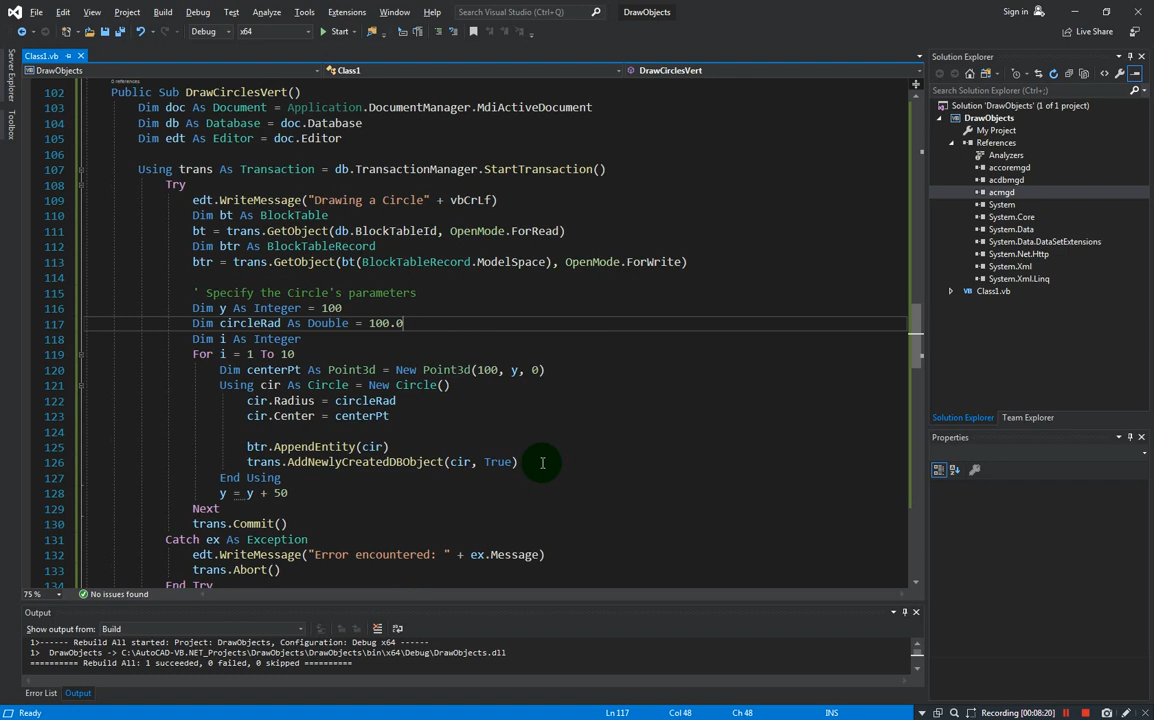 File Edit View Project Build Debug Test Analyze Tools Extensions Window Help Search Visual Studio (Ctrl+Q) DrawObjects Sign in
Debug x64 Start Live Share
Server Explorer
Toolbox
Class1.vb
DrawObjects Class1 DrawCirclesVert
0 references
102 Public Sub DrawCirclesVert()
103 Dim doc As Document = Application.DocumentManager.MdiActiveDocument
104 Dim db As Database = doc.Database
105 Dim edt As Editor = doc.Editor
106
107 Using trans As Transaction = db.TransactionManager.StartTransaction()
108 Try
109 edt.WriteMessage("Drawing a Circle" + vbCrLf)
110 Dim bt As BlockTable
111 bt = trans.GetObject(db.BlockTableId, OpenMode.ForRead)
112 Dim btr As BlockTableRecord
113 btr = trans.GetObject(bt(BlockTableRecord.ModelSpace), OpenMode.ForWrite)
114
115 ' Specify the Circle's parameters
116 Dim y As Integer = 100
117 Dim circleRad As Double = 100.0
118 Dim i As Integer
119 For i = 1 To 10
120 Dim centerPt As Point3d = New Point3d(100, y, 0)
121 Using cir As Circle = New Circle()
122 cir.Radius = circleRad
123 cir.Center = centerPt
124
125 btr.AppendEntity(cir)
126 trans.AddNewlyCreatedDBObject(cir, True)
127 End Using
128 y = y + 50
129 Next
130 trans.Commit()
131 Catch ex As Exception
132 edt.WriteMessage("Error encountered: " + ex.Message)
133 trans.Abort()
134 End Try
75% No issues found
Output
Show output from: Build
1>------ Rebuild All started: Project: DrawObjects, Configuration: Debug x64 ------
1> DrawObjects -> C:\AutoCAD-VB.NET_Projects\DrawObjects\DrawObjects\bin\x64\Debug\DrawObjects.dll
========== Rebuild All: 1 succeeded, 0 failed, 0 skipped ==========
Error List Output
Solution Explorer
Search Solution Explorer (Ctrl+;)
Solution 'DrawObjects' (1 of 1 project)
DrawObjects
My Project
References
Analyzers
accoremgd
acdbmgd
acmgd
System
System.Core
System.Data
System.Data.DataSetExtensions
System.Net.Http
System.Xml
System.Xml.Linq
Class1.vb
Solution Explorer Team Explorer
Properties
Ready Ln 117 Col 48 Ch 48 INS Recording [00:08:20]